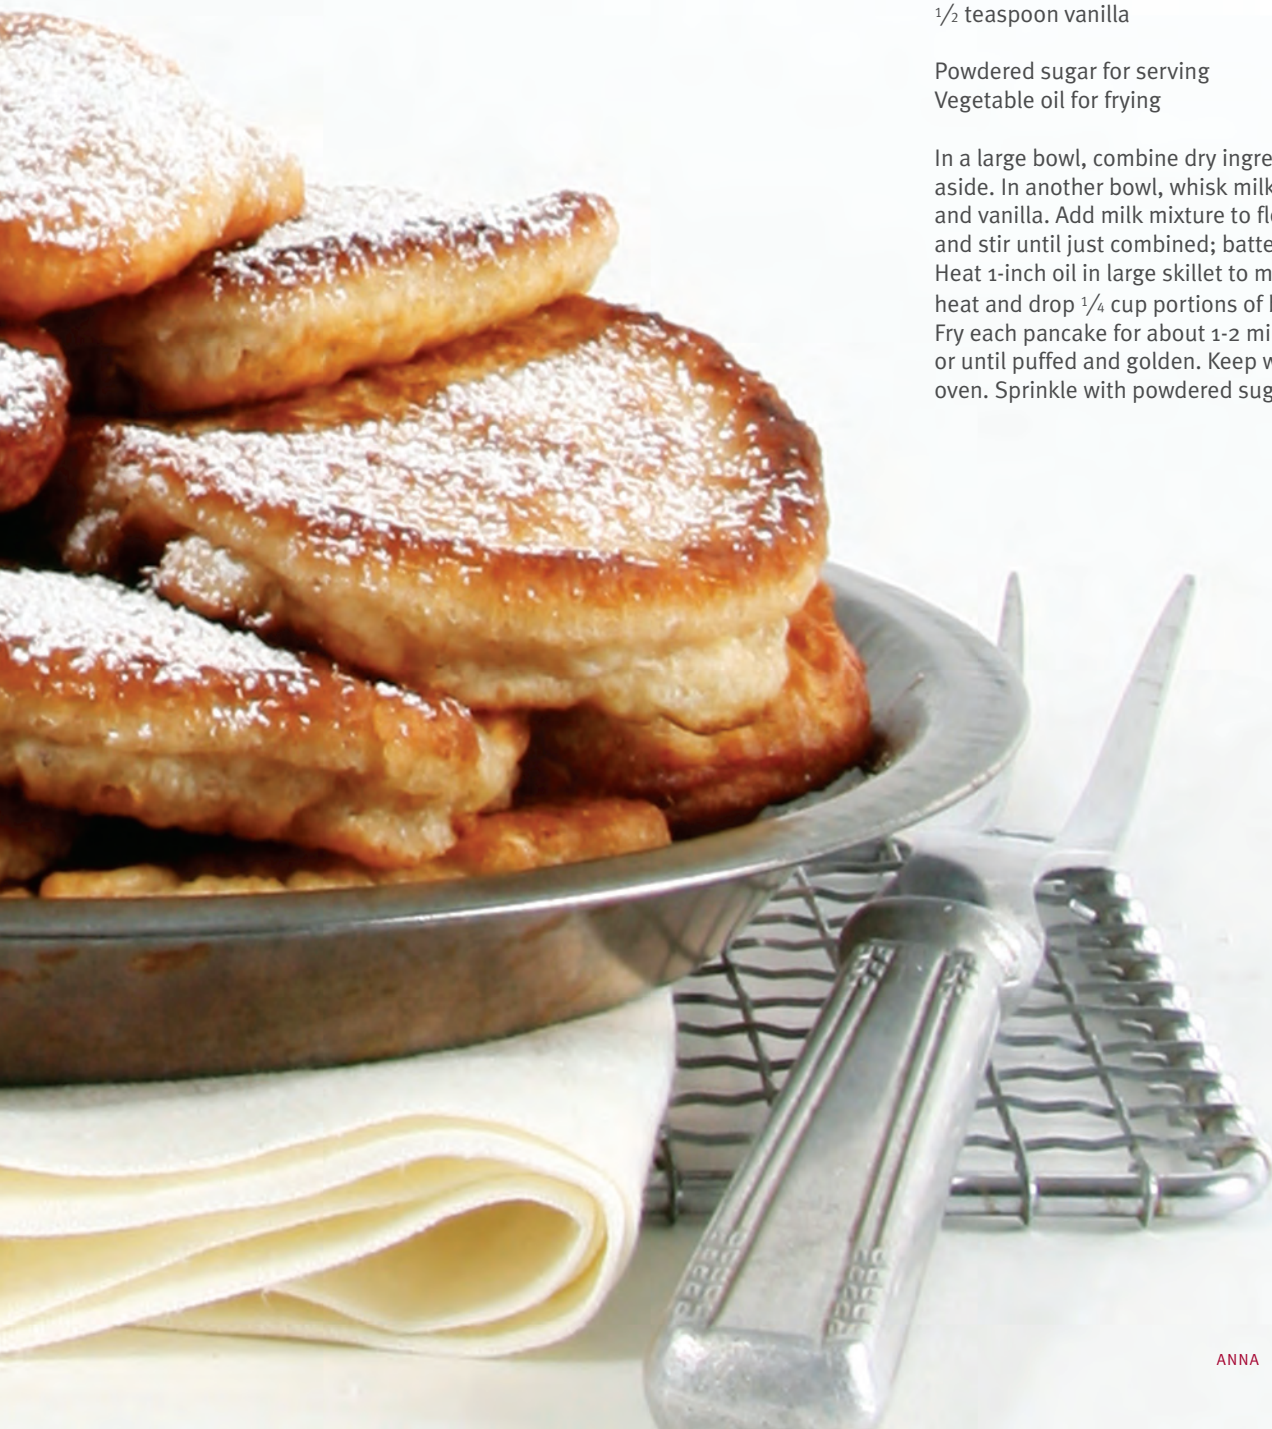 ½ teaspoon vanilla
Powdered sugar for serving
Vegetable oil for frying
In a large bowl, combine dry ingre
aside. In another bowl, whisk milk
and vanilla. Add milk mixture to fl
and stir until just combined; batte
Heat 1-inch oil in large skillet to m
heat and drop ¼ cup portions of
Fry each pancake for about 1-2 mi
or until puffed and golden. Keep w
oven. Sprinkle with powdered sug
ANNA